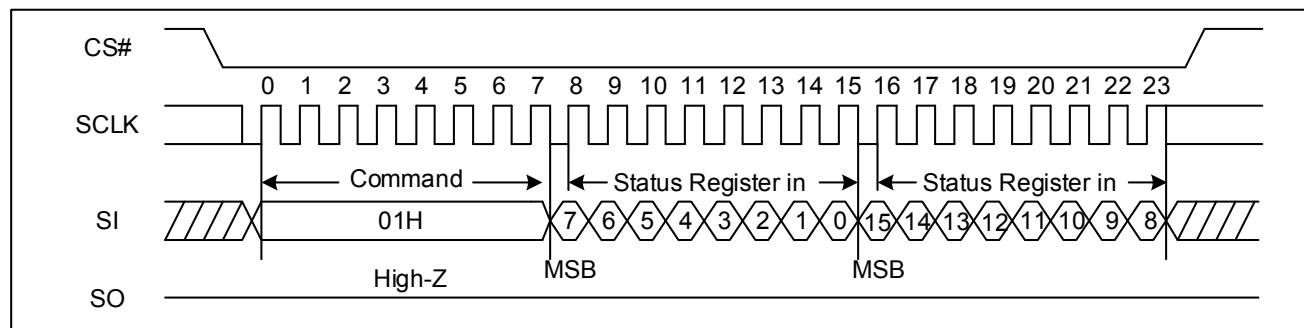 CS#
0 1 2 3 4 5 6 7 8 9 10 11 12 13 14 15 16 17 18 19 20 21 22 23
SCLK
Command Status Register in Status Register in
SI 01H 7 6 5 4 3 2 1 0 15 14 13 12 11 10 9 8
MSB MSB
High-Z
SO